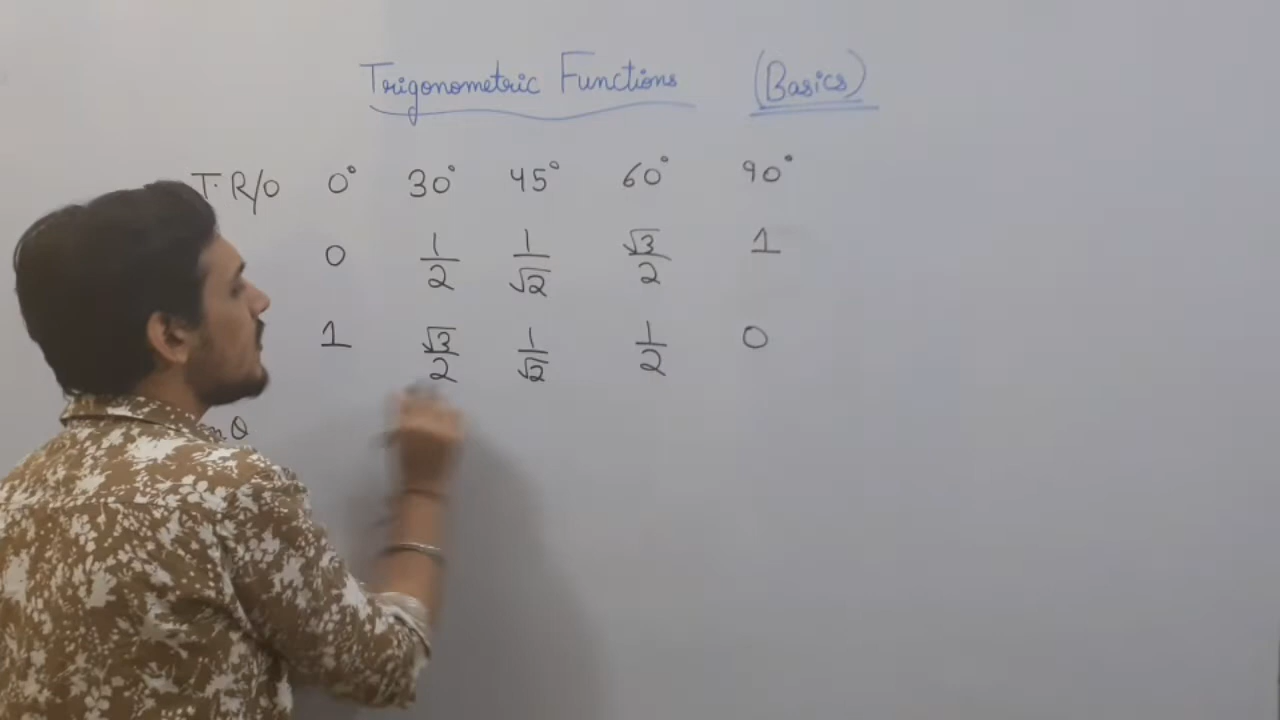 Trigonometric Functions (Basics)
T.R/θ 0° 30° 45° 60° 90°
0 1/2 1/√2 √3/2 1
1 √3/2 1/√2 1/2 0
θ